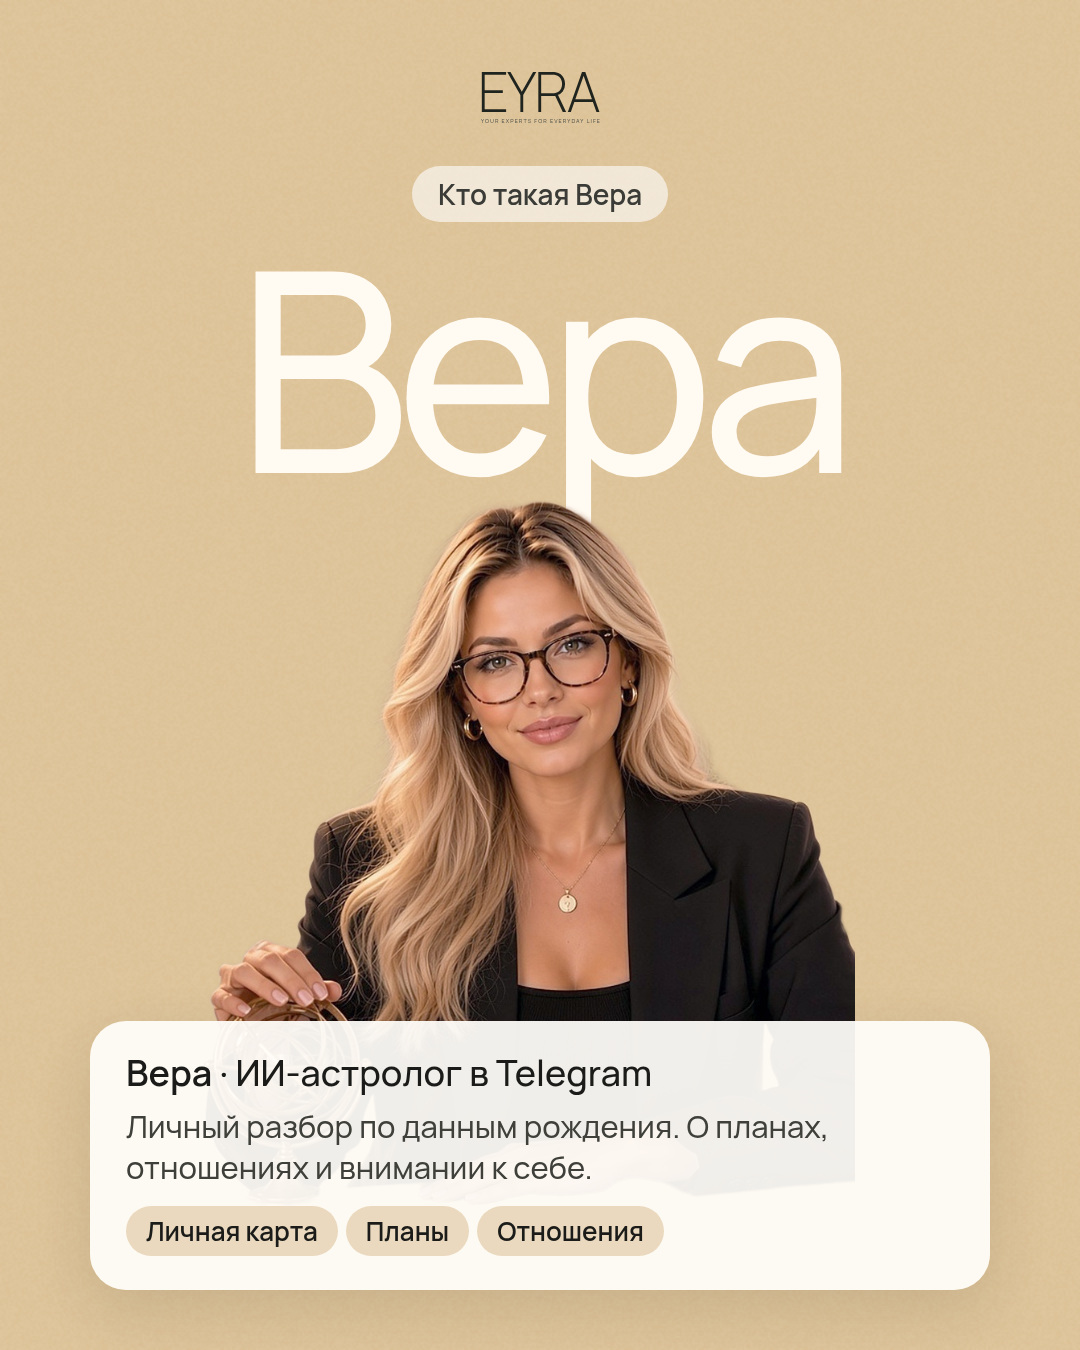 EYRA
YOUR EXPERTS FOR EVERYDAY LIFE
Кто такая Вера
Вера
Вера · ИИ-астролог в Telegram
Личный разбор по данным рождения. О планах,
отношениях и внимании к себе.
Личная карта
Планы
Отношения